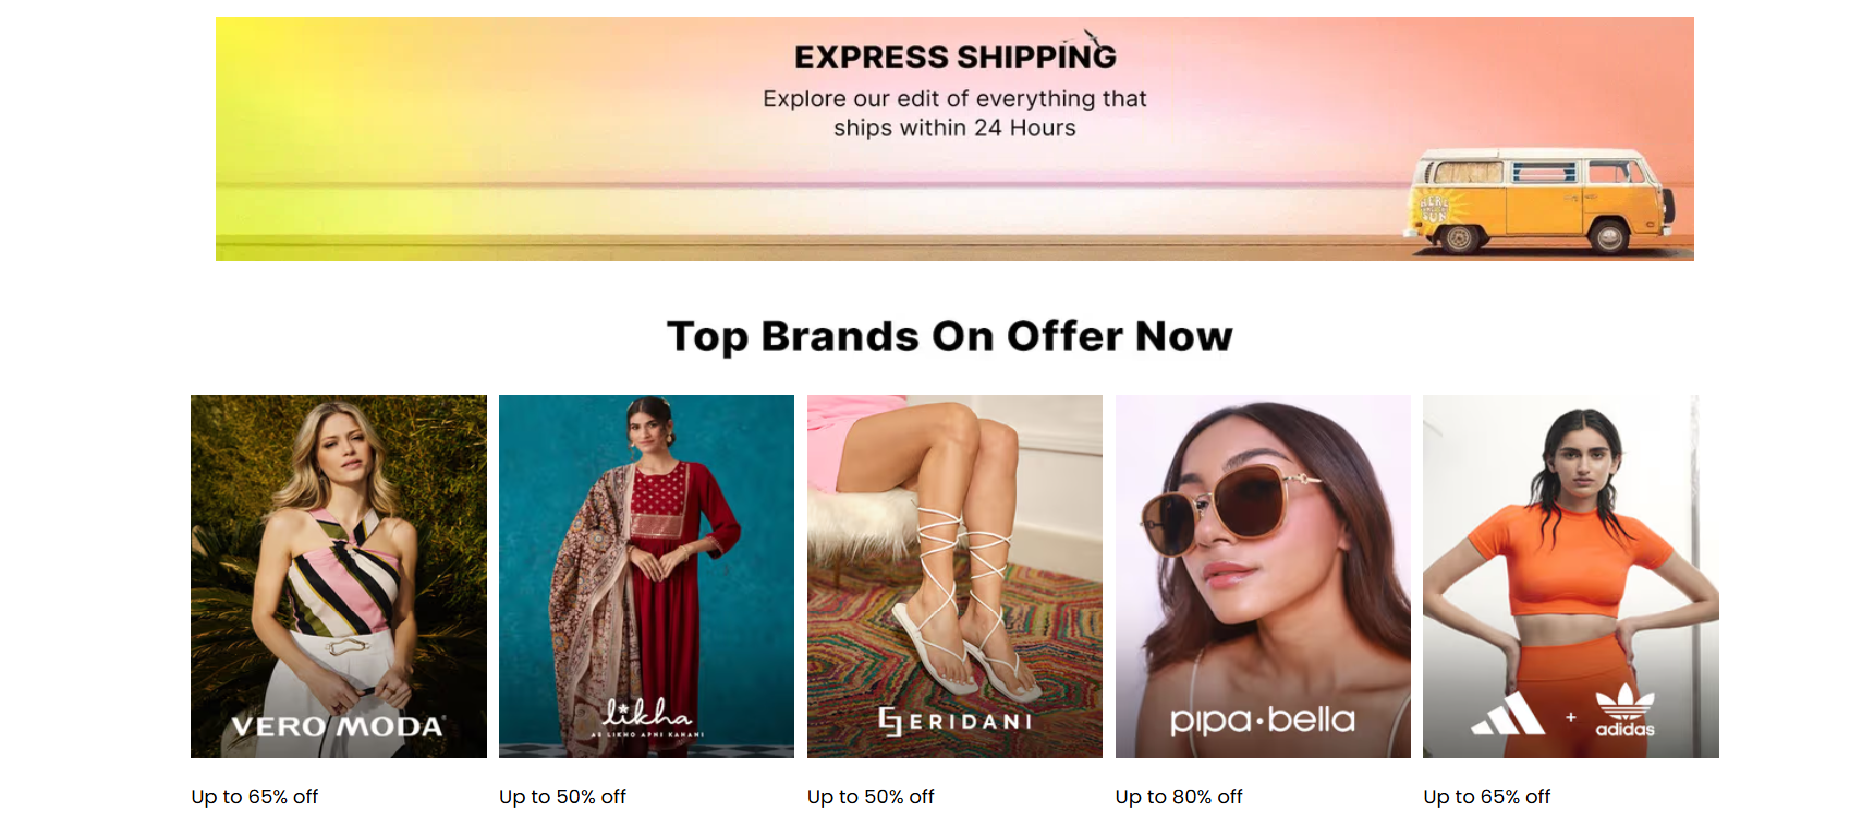 EXPRESS SHIPPING
Explore our edit of everything that
ships within 24 Hours
Top Brands On Offer Now
VERO MODA
likha
AB LIKHO APNI KAHANI
ERIDANI
pipa•bella
+
adidas
Up to 65% off
Up to 50% off
Up to 50% off
Up to 80% off
Up to 65% off